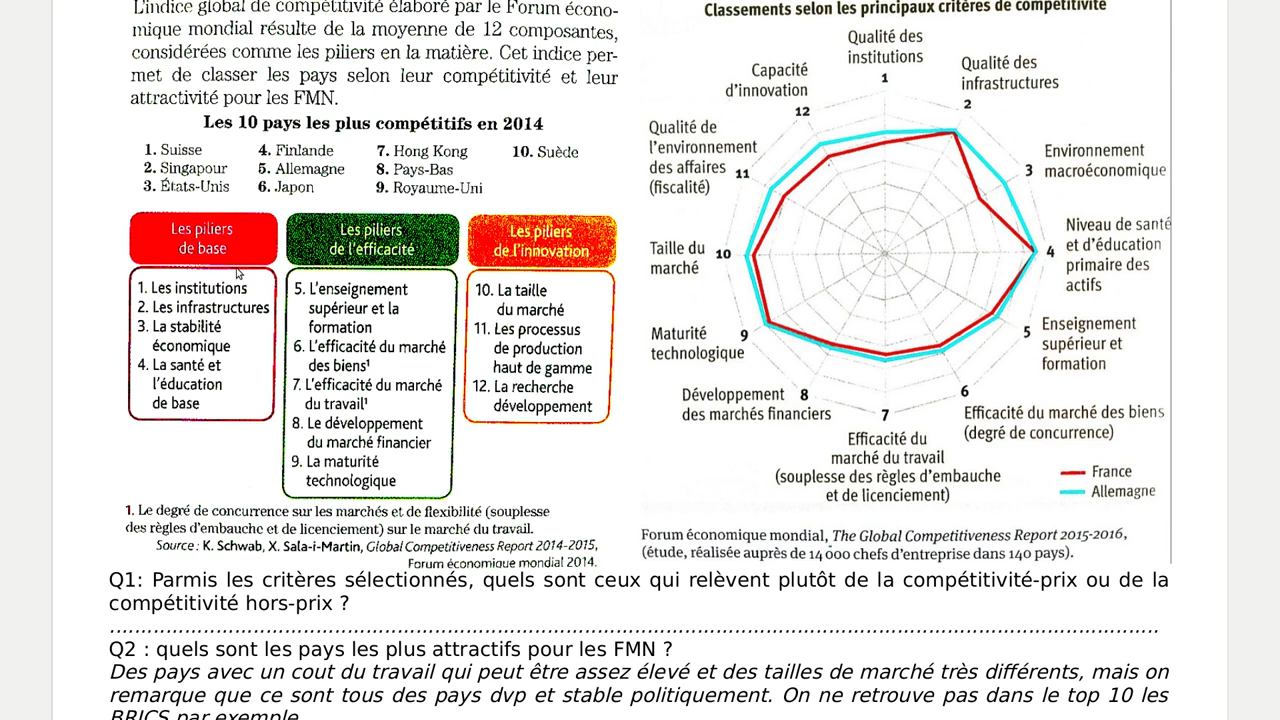 L'indice global de compétitivité élaboré par le Forum écono-
mique mondial résulte de la moyenne de 12 composantes,
considérées comme les piliers en la matière. Cet indice per-
met de classer les pays selon leur compétitivité et leur
attractivité pour les FMN.
Les 10 pays les plus compétitifs en 2014
1. Suisse 4. Finlande 7. Hong Kong 10. Suède
2. Singapour 5. Allemagne 8. Pays-Bas
3. États-Unis 6. Japon 9. Royaume-Uni
Les piliers
de base
1. Les institutions
2. Les infrastructures
3. La stabilité
économique
4. La santé et
l'éducation
de base
Les piliers
de l'efficacité
5. L'enseignement
supérieur et la
formation
6. L'efficacité du marché
des biens¹
7. L'efficacité du marché
du travail¹
8. Le développement
du marché financier
9. La maturité
technologique
Les piliers
de l'innovation
10. La taille
du marché
11. Les processus
de production
haut de gamme
12. La recherche
développement
1. Le degré de concurrence sur les marchés et de flexibilité (souplesse
des règles d'embauche et de licenciement) sur le marché du travail.
Source : K. Schwab, X. Sala-i-Martin, Global Competitiveness Report 2014-2015,
Forum économique mondial 2014.
Classements selon les principaux critères de compétitivité
Qualité des
institutions
1
Qualité des
infrastructures
2
Environnement
3 macroéconomique
Niveau de santé
et d'éducation
4 primaire des
actifs
5 Enseignement
supérieur et
formation
6
Efficacité du marché des biens
(degré de concurrence)
7
Efficacité du
marché du travail
(souplesse des règles d'embauche
et de licenciement)
Développement 8
des marchés financiers
Maturité 9
technologique
Taille du 10
marché
Qualité de
l'environnement
des affaires 11
(fiscalité)
Capacité
d'innovation
12
France
Allemagne
Forum économique mondial, The Global Competitiveness Report 2015-2016,
(étude, réalisée auprès de 14 000 chefs d'entreprise dans 140 pays).
Q1: Parmis les critères sélectionnés, quels sont ceux qui relèvent plutôt de la compétitivité-prix ou de la
compétitivité hors-prix ?
Q2 : quels sont les pays les plus attractifs pour les FMN ?
Des pays avec un cout du travail qui peut être assez élevé et des tailles de marché très différents, mais on
remarque que ce sont tous des pays dvp et stable politiquement. On ne retrouve pas dans le top 10 les
BRICS par exemple